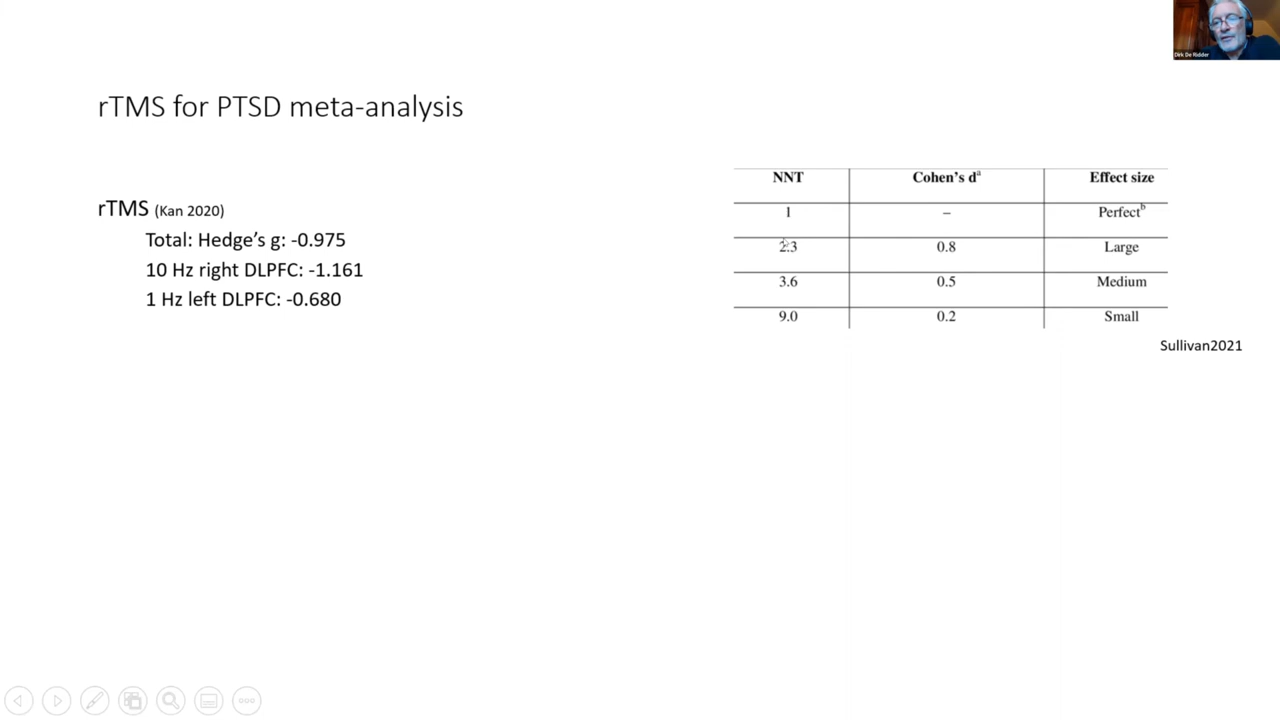 Dirk De Ridder
rTMS for PTSD meta-analysis
rTMS (Kan 2020)
Total: Hedge’s g: -0.975
10 Hz right DLPFC: -1.161
1 Hz left DLPFC: -0.680
NNT Cohen's dᵃ Effect size
1 – Perfectᵇ
2.3 0.8 Large
3.6 0.5 Medium
9.0 0.2 Small
Sullivan2021